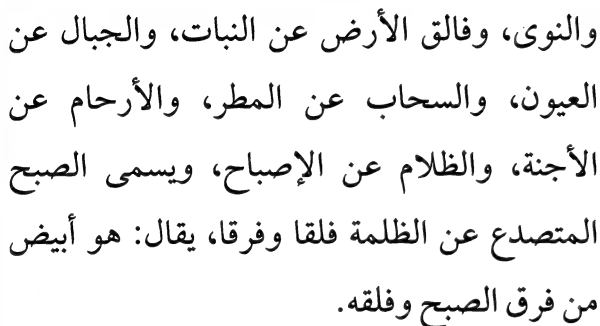 والنوى، وفالق الأرض عن النبات، والجبال عن
العيون، والسحاب عن المطر، والأرحام عن
الأجنة، والظلام عن الإصباح، ويسمى الصبح
المتصدع عن الظلمة فلقا وفرقا، يقال: هو أبيض
من فرق الصبح وفلقه.